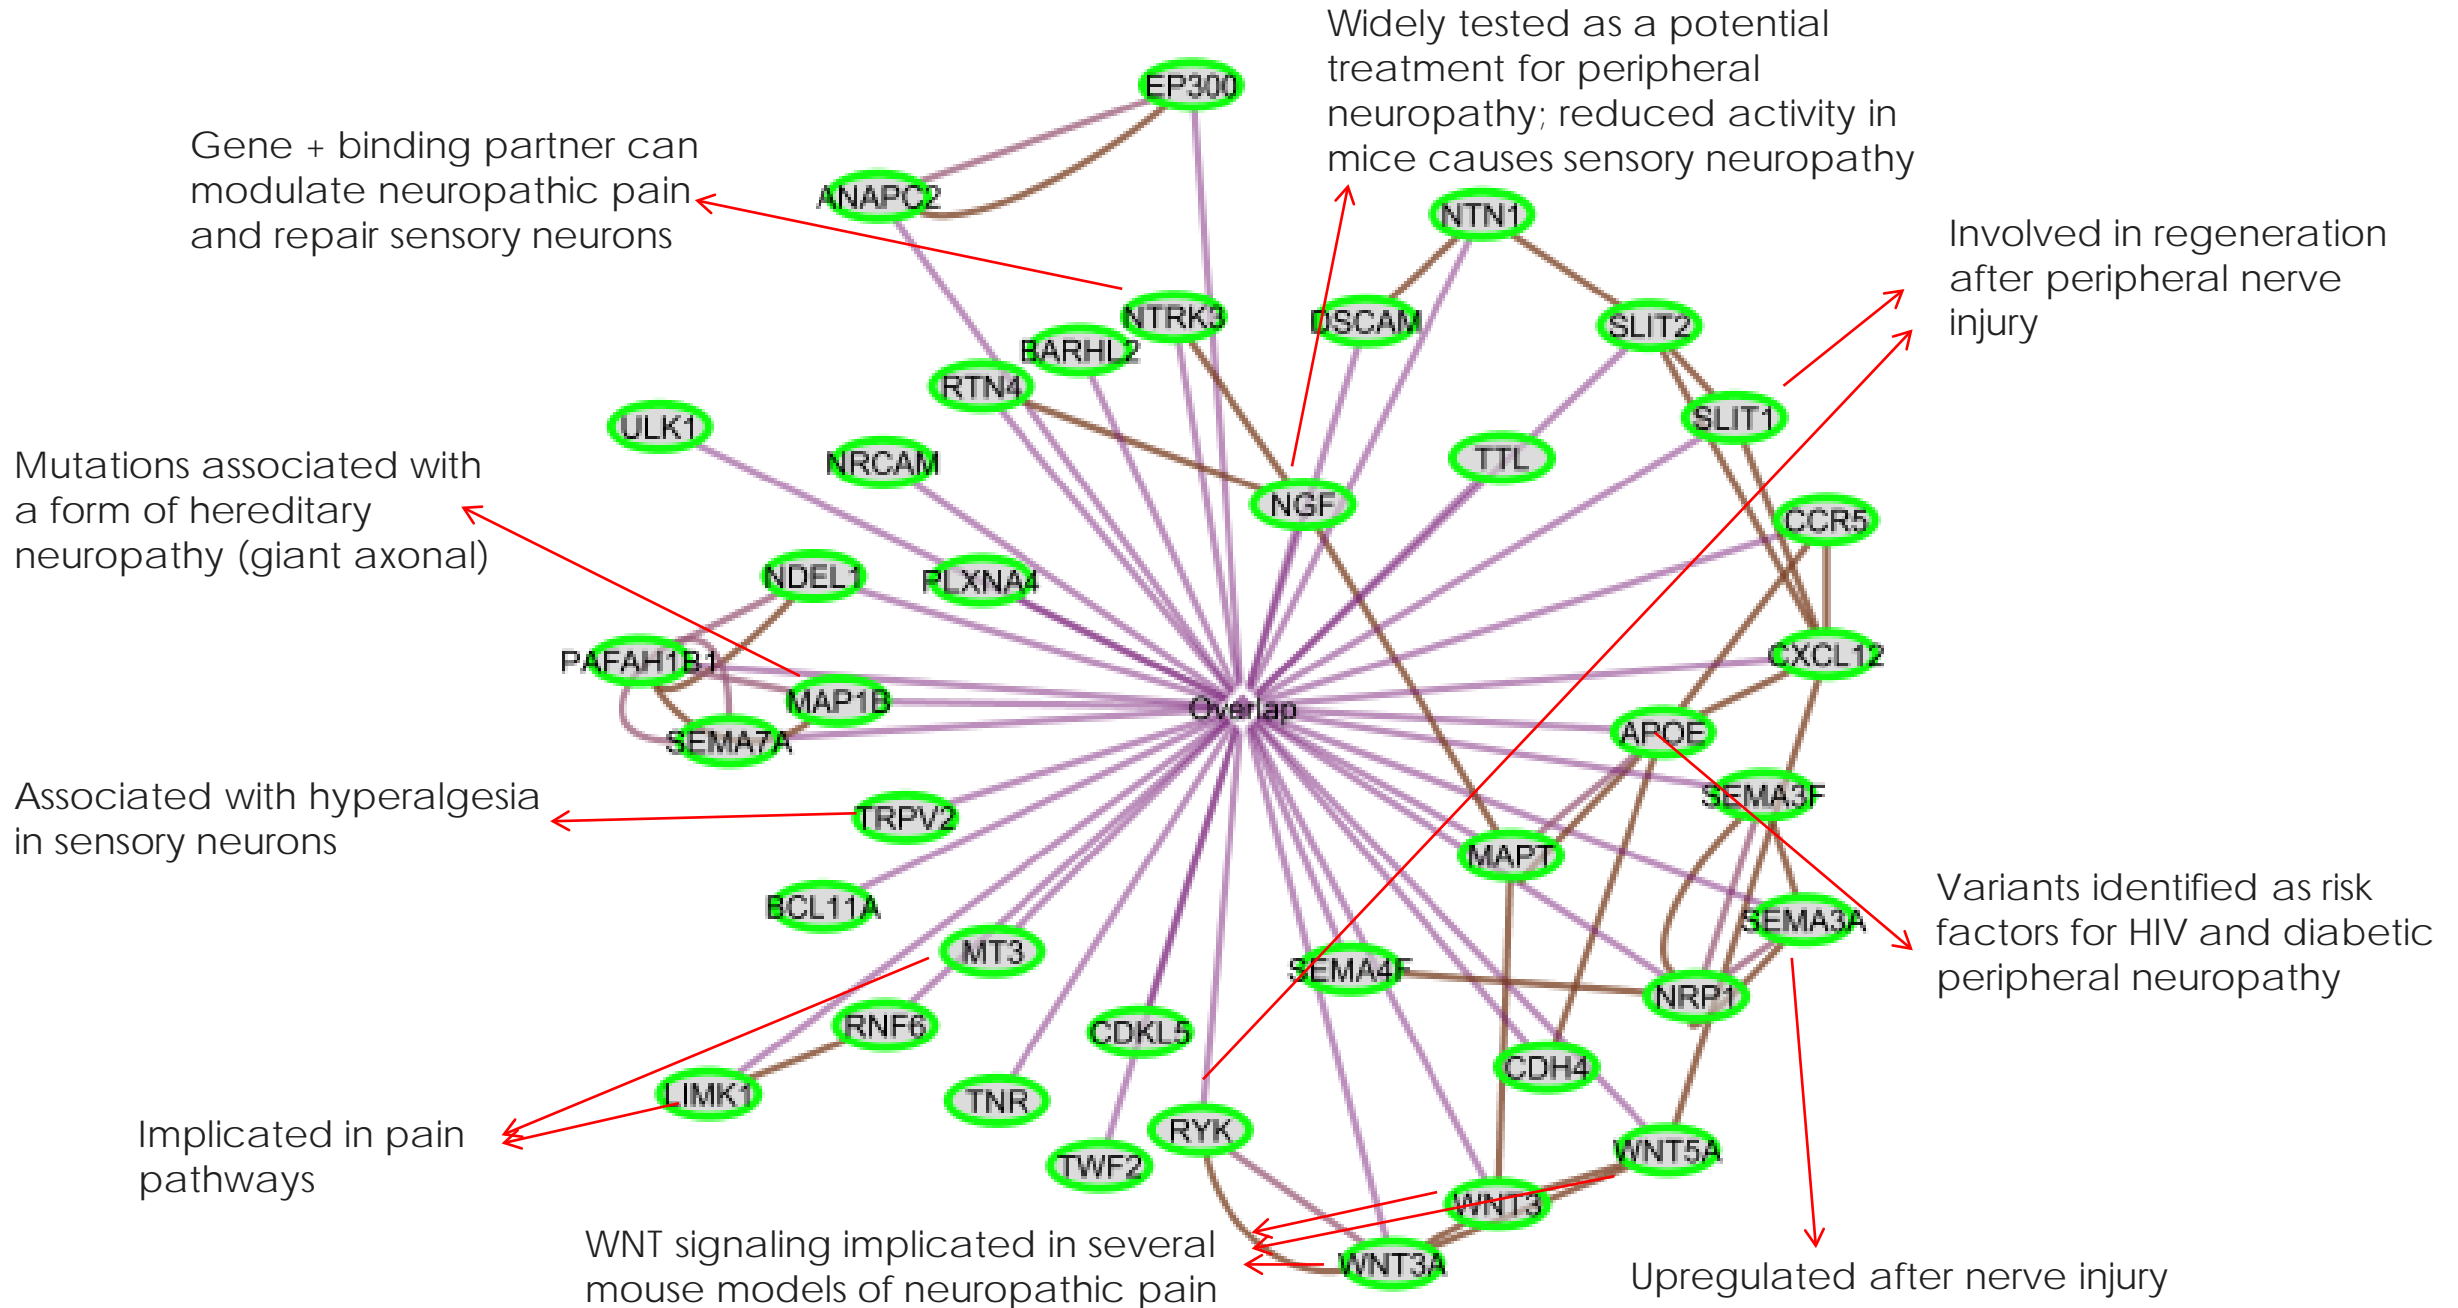 Widely tested as a potential
treatment for peripheral
neuropathy; reduced activity in
mice causes sensory neuropathy
EP300
Gene + binding partner can
modulate neuropathic pain
and repair sensory neurons
ANAPC2
NTN1
Involved in regeneration
after peripheral nerve
injury
NTRK3
DSCAM
SLIT2
BARHL2
RTN4
SLIT1
ULK1
NRCAM
TTL
Mutations associated with
a form of hereditary
neuropathy (giant axonal)
NGF
CCR5
NDEL1
PLXNA4
PAFAH1B1
CXCL12
MAP1B
Overlap
SEMA7A
APOE
Associated with hyperalgesia
in sensory neurons
TRPV2
SEMA3F
MAPT
BCL11A
SEMA3A
Variants identified as risk
factors for HIV and diabetic
peripheral neuropathy
MT3
SEMA4F
NRP1
RNF6
CDKL5
CDH4
LIMK1
TNR
Implicated in pain
pathways
RYK
TWF2
WNT5A
WNT3
WNT signaling implicated in several
mouse models of neuropathic pain
WNT3A
Upregulated after nerve injury